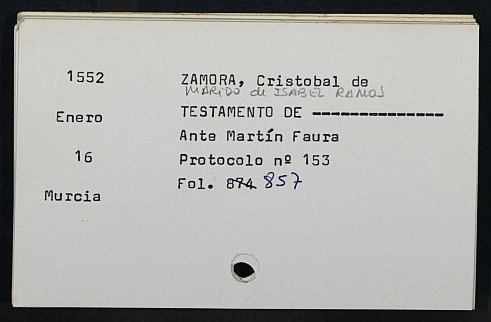 1552
ZAMORA, Cristobal de
MARIDO de ISABEL RAMOS
Enero
TESTAMENTO DE ---------------
Ante Martín Faura
16
Protocolo nº 153
Fol. 874 857
Murcia